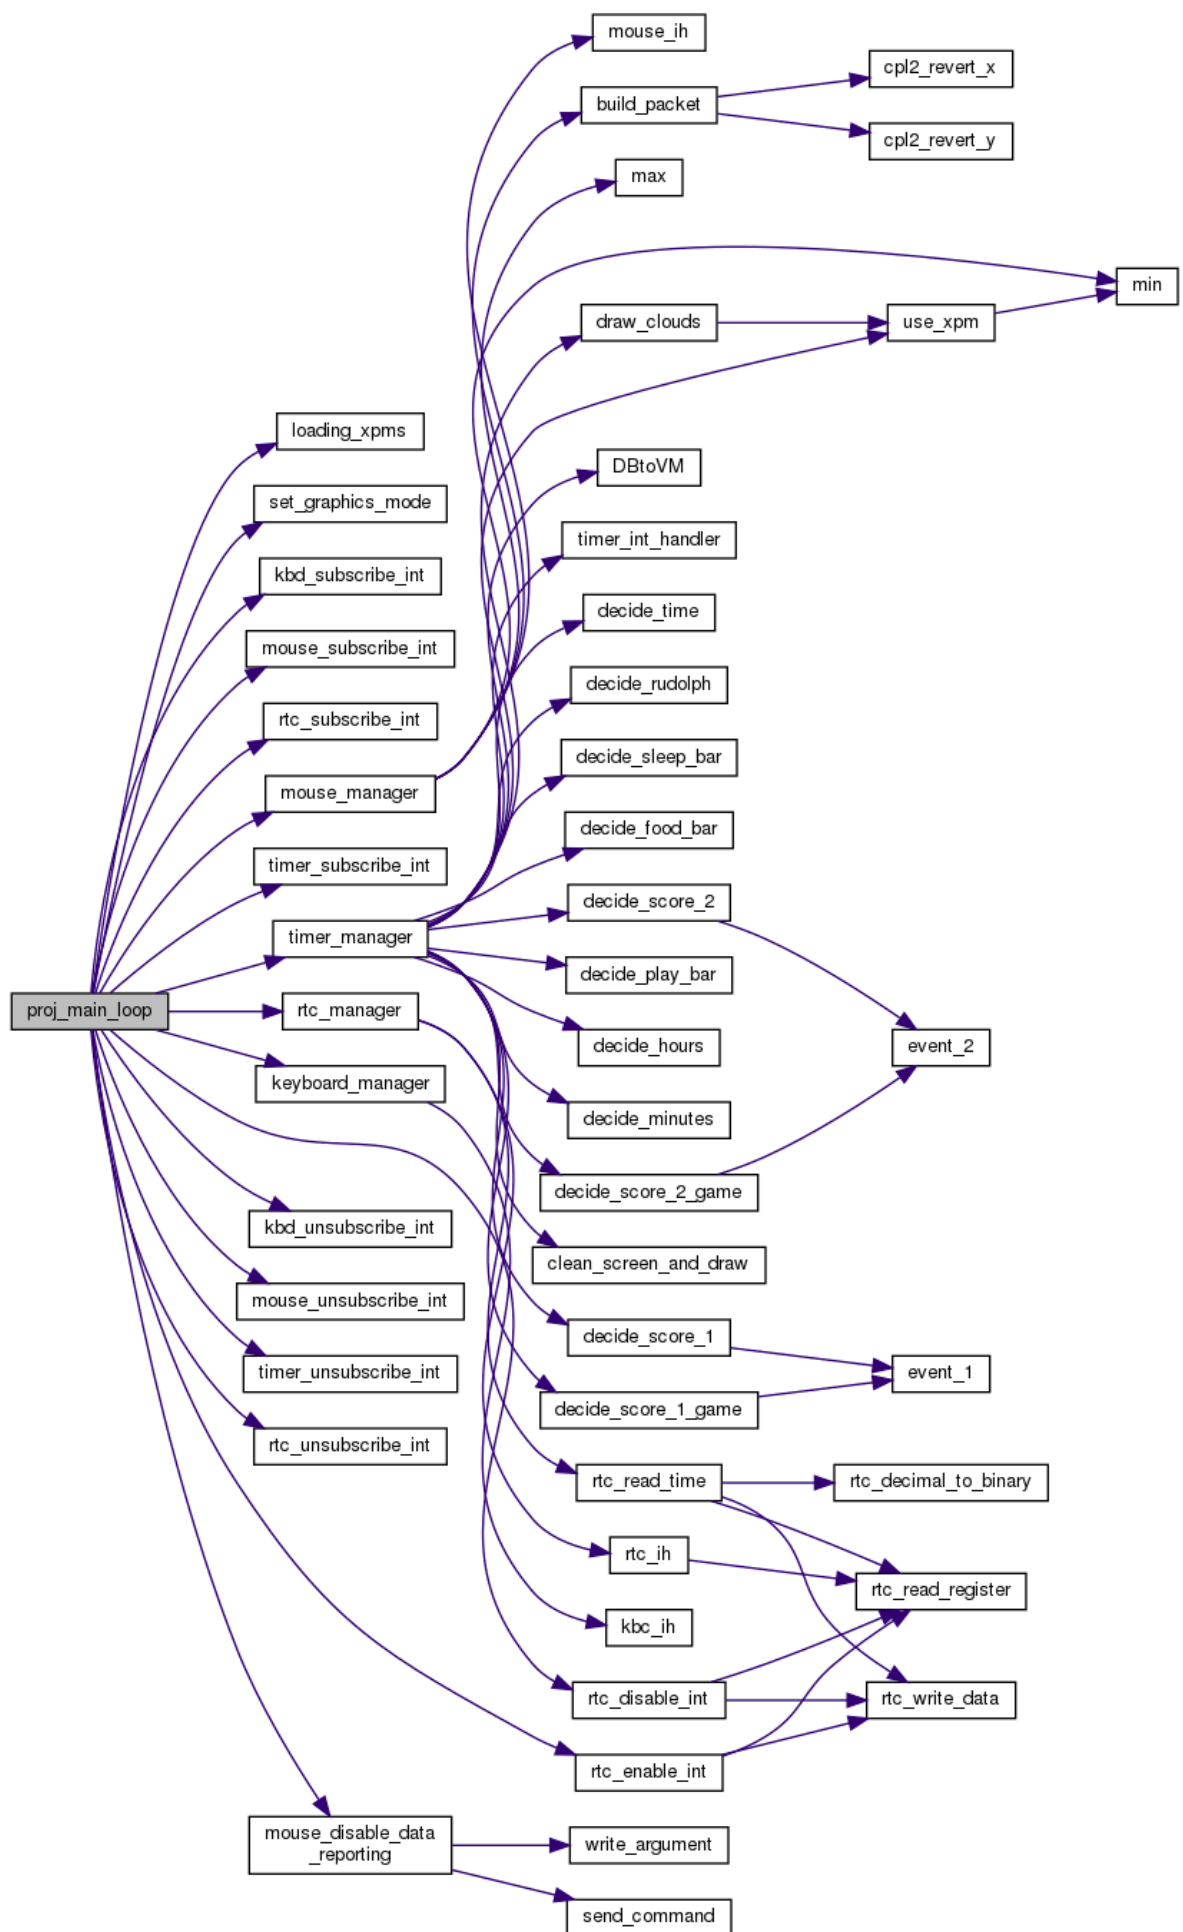 mouse_ih
cpl2_revert_x
build_packet
cpl2_revert_y
max
min
draw_clouds
use_xpm
loading_xpms
DBtoVM
set_graphics_mode
timer_int_handler
kbd_subscribe_int
decide_time
mouse_subscribe_int
decide_rudolph
rtc_subscribe_int
decide_sleep_bar
mouse_manager
decide_food_bar
timer_subscribe_int
decide_score_2
timer_manager
decide_play_bar
proj_main_loop
rtc_manager
decide_hours
event_2
keyboard_manager
decide_minutes
decide_score_2_game
kbd_unsubscribe_int
clean_screen_and_draw
mouse_unsubscribe_int
decide_score_1
timer_unsubscribe_int
event_1
decide_score_1_game
rtc_unsubscribe_int
rtc_read_time
rtc_decimal_to_binary
rtc_ih
rtc_read_register
kbc_ih
rtc_disable_int
rtc_write_data
rtc_enable_int
mouse_disable_data
_reporting
write_argument
send_command